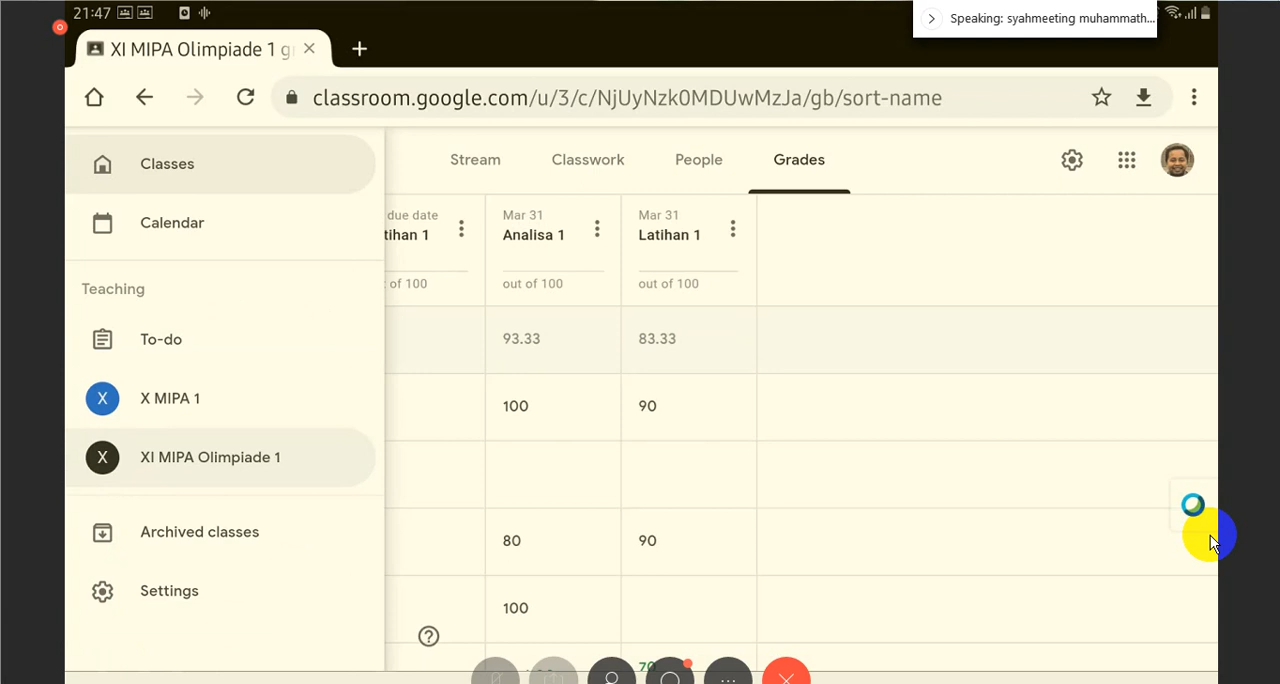 21:47
Speaking: syahmeeting muhammath...
XI MIPA Olimpiade 1 g
classroom.google.com/u/3/c/NjUyNzk0MDUwMzJa/gb/sort-name
Classes
Calendar
Teaching
To-do
X
X MIPA 1
X
XI MIPA Olimpiade 1
Archived classes
Settings
Stream
Classwork
People
Grades
due date
tihan 1
of 100
Mar 31
Analisa 1
out of 100
Mar 31
Latihan 1
out of 100
93.33
83.33
100
90
80
90
100
70